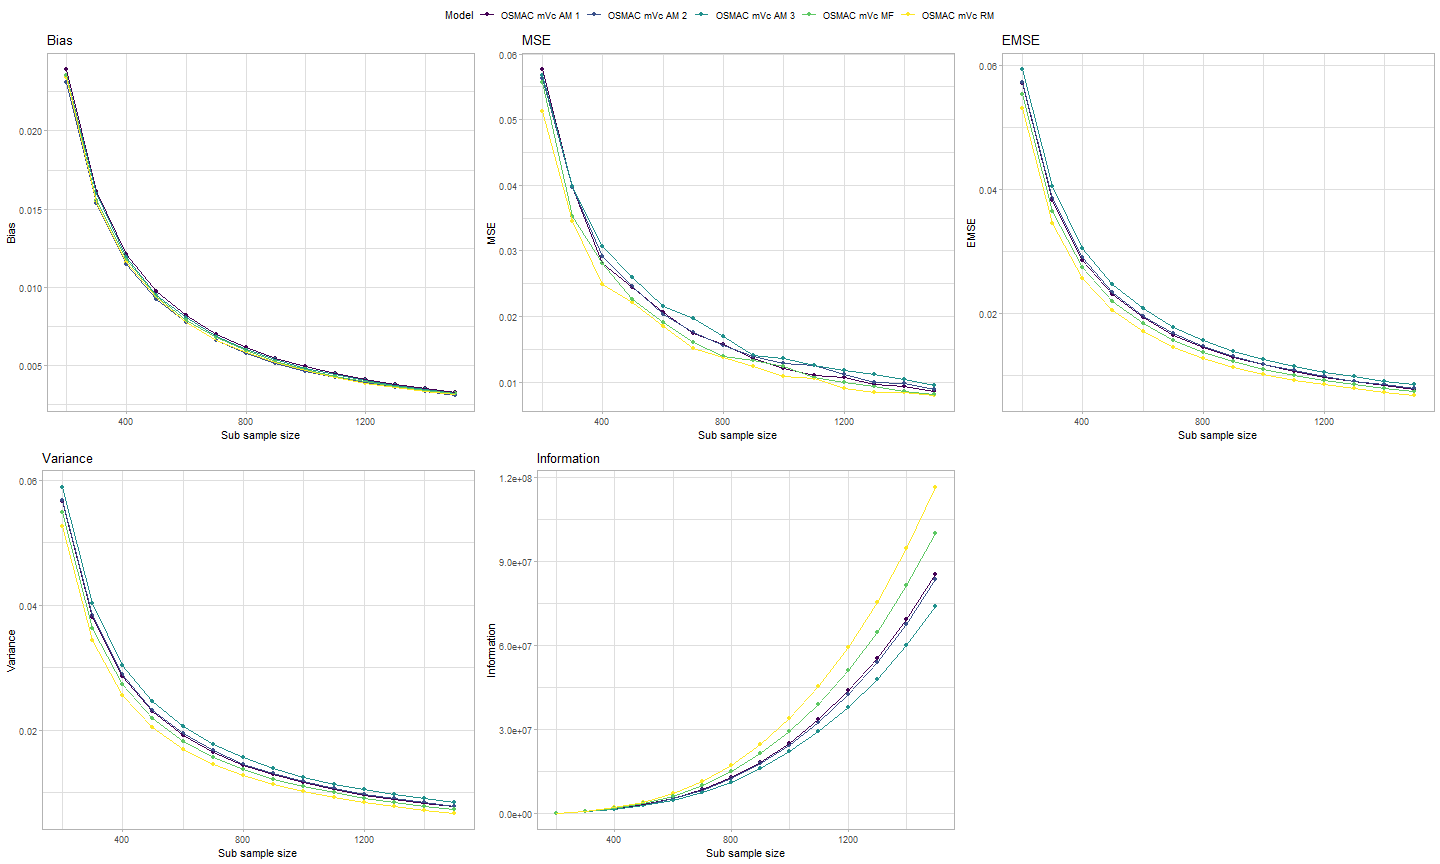 Model OSMAC mVc AM 1 OSMAC mVc AM 2 OSMAC mVc AM 3 OSMAC mVc MF OSMAC mVc RM
Bias
0.020
0.015
0.010
0.005
Bias
400 800 1200
Sub sample size
MSE
0.06
0.05
0.04
0.03
0.02
0.01
MSE
400 800 1200
Sub sample size
EMSE
0.06
0.04
0.02
EMSE
400 800 1200
Sub sample size
Variance
0.06
0.04
0.02
Variance
400 800 1200
Sub sample size
Information
1.2e+08
9.0e+07
6.0e+07
3.0e+07
0.0e+00
Information
400 800 1200
Sub sample size